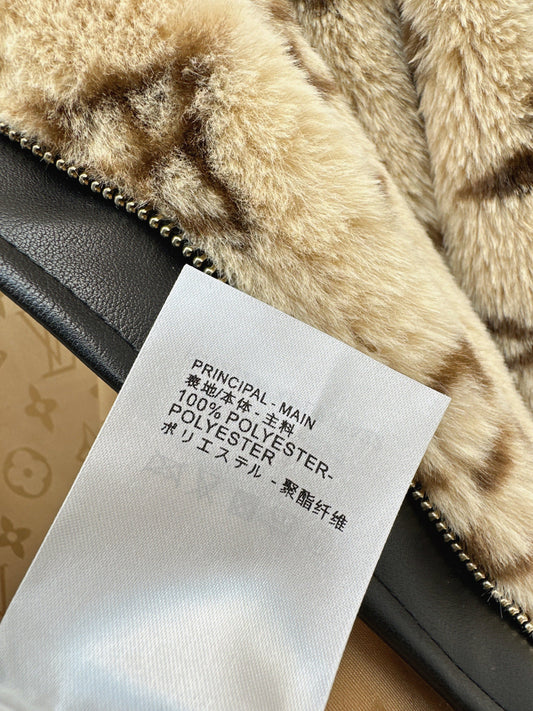 PRINCIPAL - MAIN
表地/本体 - 主料
100% POLYESTER-
POLYESTER
ポリエステル - 聚酯纤维